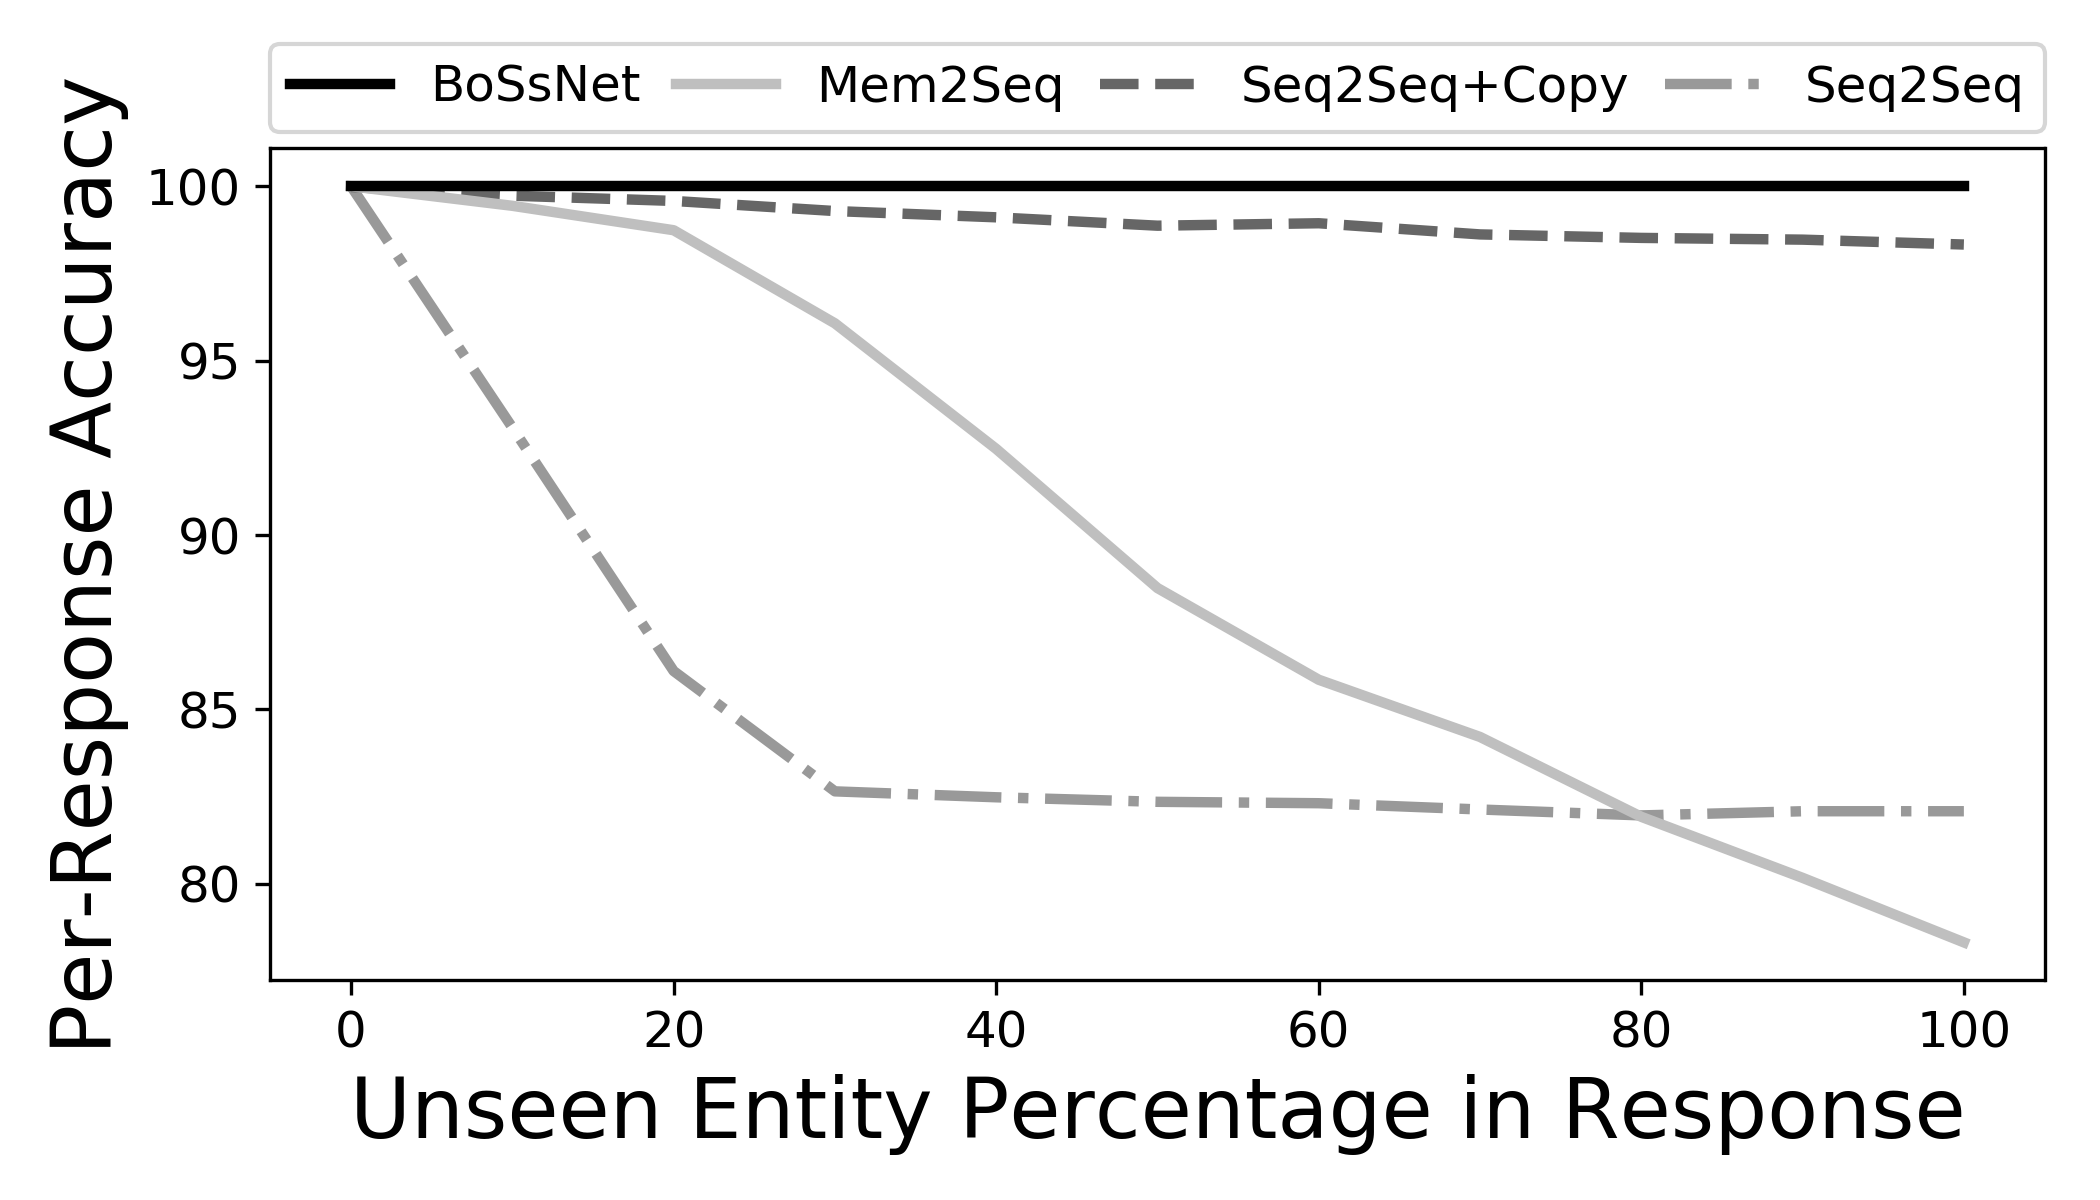 BoSsNet Mem2Seq Seq2Seq+Copy Seq2Seq
Per-Response Accuracy
100
95
90
85
80
0 20 40 60 80 100
Unseen Entity Percentage in Response